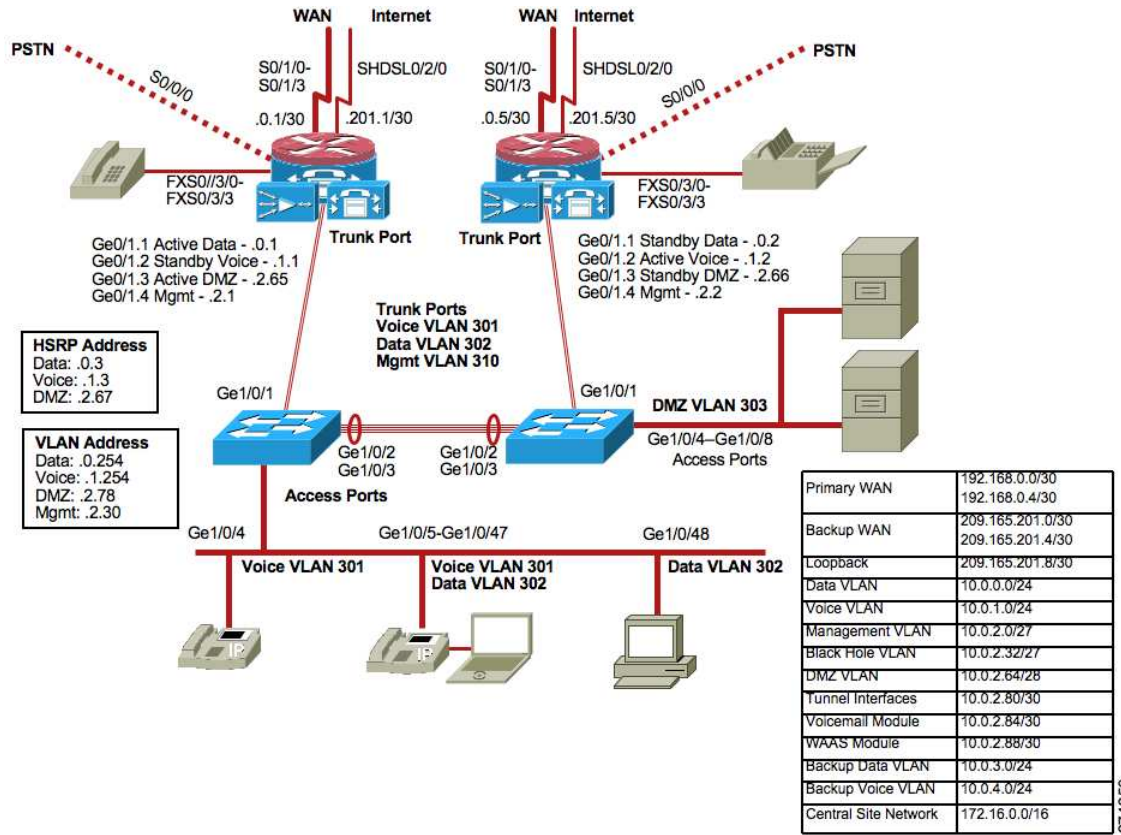 WAN Internet
WAN Internet
PSTN
PSTN
S0/0/0
S0/1/0-
S0/1/3
SHDSL0/2/0
S0/1/0-
S0/1/3
SHDSL0/2/0
S0/0/0
.0.1/30
.201.1/30
.0.5/30
.201.5/30
FXS0//3/0-
FXS0/3/3
FXS0/3/0-
FXS0/3/3
Trunk Port
Trunk Port
Ge0/1.1 Active Data - .0.1
Ge0/1.2 Standby Voice - .1.1
Ge0/1.3 Active DMZ - .2.65
Ge0/1.4 Mgmt - .2.1
Ge0/1.1 Standby Data - .0.2
Ge0/1.2 Active Voice - .1.2
Ge0/1.3 Standby DMZ - .2.66
Ge0/1.4 Mgmt - .2.2
Trunk Ports
Voice VLAN 301
Data VLAN 302
Mgmt VLAN 310
HSRP Address
Data: .0.3
Voice: .1.3
DMZ: .2.67
Ge1/0/1
Ge1/0/1
DMZ VLAN 303
VLAN Address
Data: .0.254
Voice: .1.254
DMZ: .2.78
Mgmt: .2.30
Ge1/0/2
Ge1/0/3
Ge1/0/2
Ge1/0/3
Ge1/0/4–Ge1/0/8
Access Ports
Access Ports
Ge1/0/4
Ge1/0/5-Ge1/0/47
Ge1/0/48
Voice VLAN 301
Voice VLAN 301
Data VLAN 302
Data VLAN 302
IP
IP
Primary WAN 192.168.0.0/30
192.168.0.4/30
Backup WAN 209.165.201.0/30
209.165.201.4/30
Loopback 209.165.201.8/30
Data VLAN 10.0.0.0/24
Voice VLAN 10.0.1.0/24
Management VLAN 10.0.2.0/27
Black Hole VLAN 10.0.2.32/27
DMZ VLAN 10.0.2.64/28
Tunnel Interfaces 10.0.2.80/30
Voicemail Module 10.0.2.84/30
WAAS Module 10.0.2.88/30
Backup Data VLAN 10.0.3.0/24
Backup Voice VLAN 10.0.4.0/24
Central Site Network 172.16.0.0/16